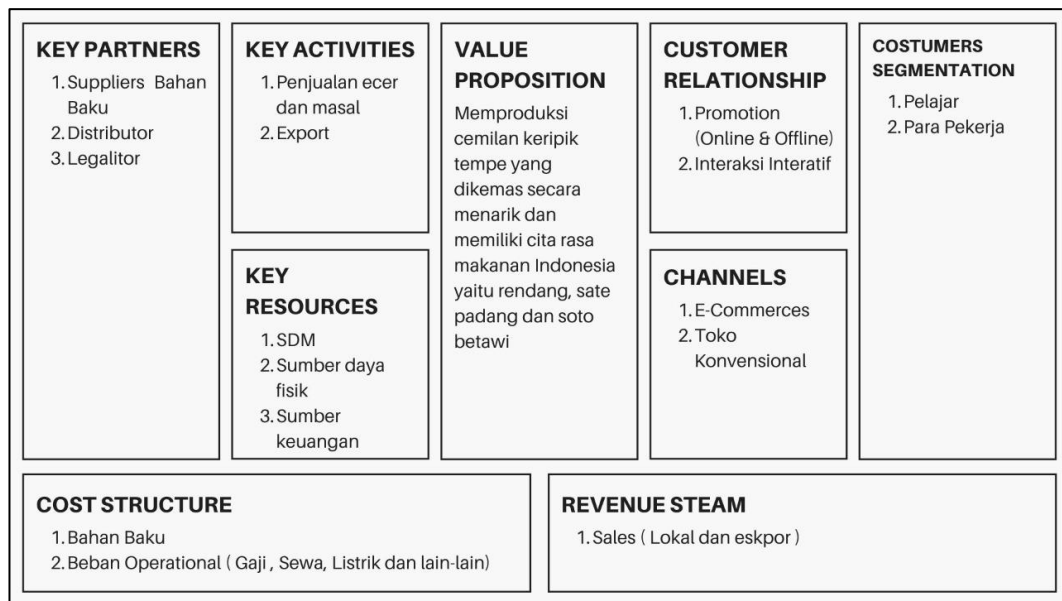 KEY PARTNERS
1. Suppliers Bahan
Baku
2. Distributor
3. Legalitor
KEY ACTIVITIES
1. Penjualan ecer
dan masal
2. Export
KEY
RESOURCES
1. SDM
2. Sumber daya
fisik
3. Sumber
keuangan
VALUE
PROPOSITION
Memproduksi
cemilan keripik
tempe yang
dikemas secara
menarik dan
memiliki cita rasa
makanan Indonesia
yaitu rendang, sate
padang dan soto
betawi
CUSTOMER
RELATIONSHIP
1. Promotion
(Online & Offline)
2. Interaksi Interatif
CHANNELS
1. E-Commerces
2. Toko
Konvensional
COSTUMERS
SEGMENTATION
1. Pelajar
2. Para Pekerja
COST STRUCTURE
1. Bahan Baku
2. Beban Operational ( Gaji , Sewa, Listrik dan lain-lain)
REVENUE STEAM
1. Sales ( Lokal dan eskpor )